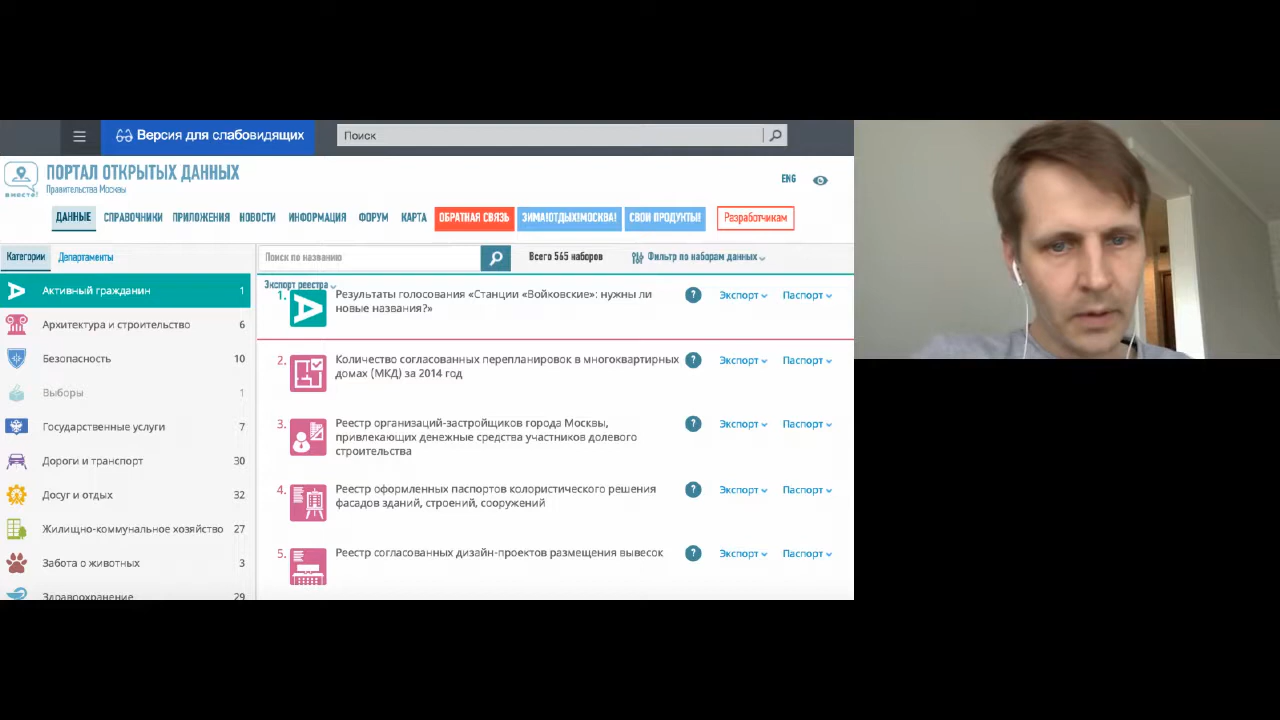 Версия для слабовидящих
Поиск
вместе!
ПОРТАЛ ОТКРЫТЫХ ДАННЫХ
Правительства Москвы
ENG
ДАННЫЕ СПРАВОЧНИКИ ПРИЛОЖЕНИЯ НОВОСТИ ИНФОРМАЦИЯ ФОРУМ КАРТА ОБРАТНАЯ СВЯЗЬ ЗИМА!ОТДЫХ!МОСКВА! СВОИ ПРОДУКТЫ! Разработчикам
Категории Департаменты
Поиск по названию
Всего 565 наборов
Фильтр по наборам данных
Экспорт реестра
Активный гражданин 1
Архитектура и строительство 6
Безопасность 10
Выборы 1
Государственные услуги 7
Дороги и транспорт 30
Досуг и отдых 32
Жилищно-коммунальное хозяйство 27
Забота о животных 3
Здравоохранение 29
1. Результаты голосования «Станции «Войковские»: нужны ли
новые названия?»
? Экспорт Паспорт
2. Количество согласованных перепланировок в многоквартирных
домах (МКД) за 2014 год
? Экспорт Паспорт
3. Реестр организаций-застройщиков города Москвы,
привлекающих денежные средства участников долевого
строительства
? Экспорт Паспорт
4. Реестр оформленных паспортов колористического решения
фасадов зданий, строений, сооружений
? Экспорт Паспорт
5. Реестр согласованных дизайн-проектов размещения вывесок
? Экспорт Паспорт